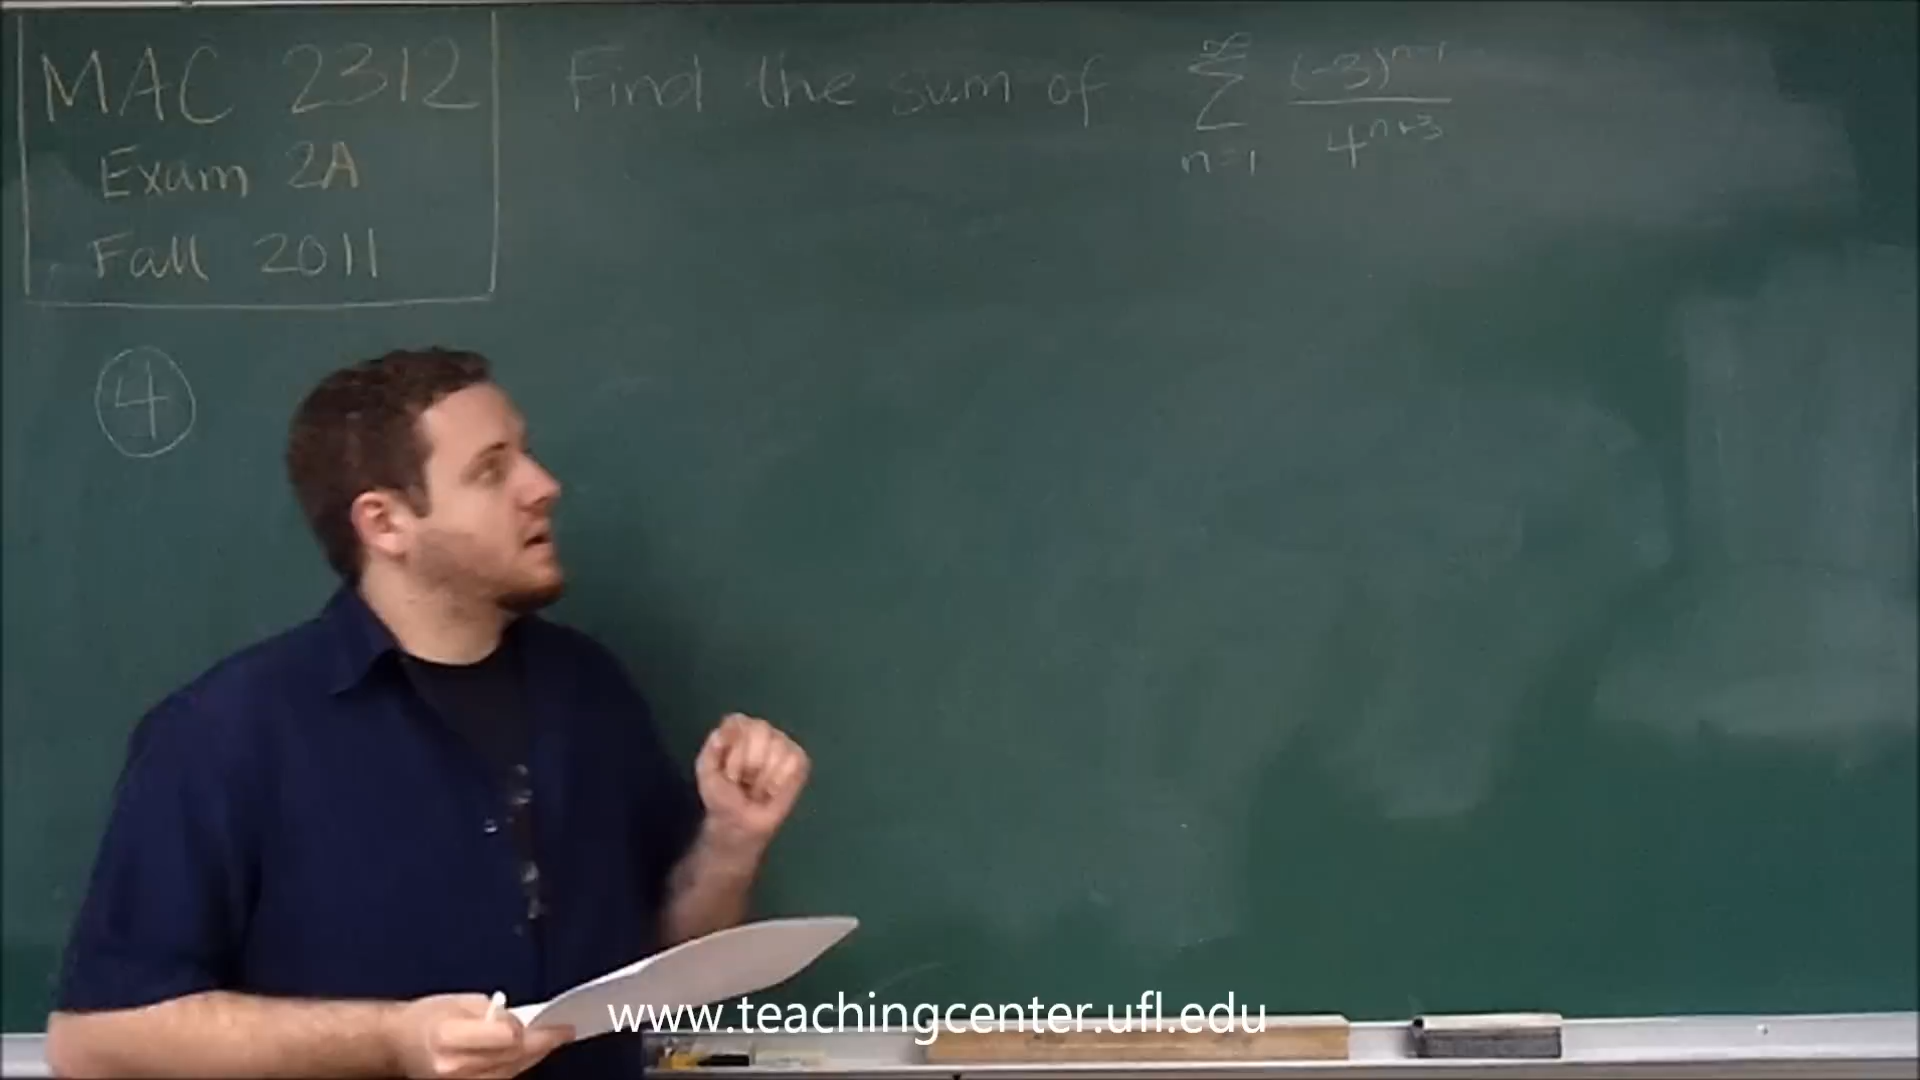 MAC 2312
Exam 2A
Fall 2011
4
Find the sum of ∑_{n=1}^{∞} (-3)^{n-1} / 4^{n+3}
www.teachingcenter.ufl.edu